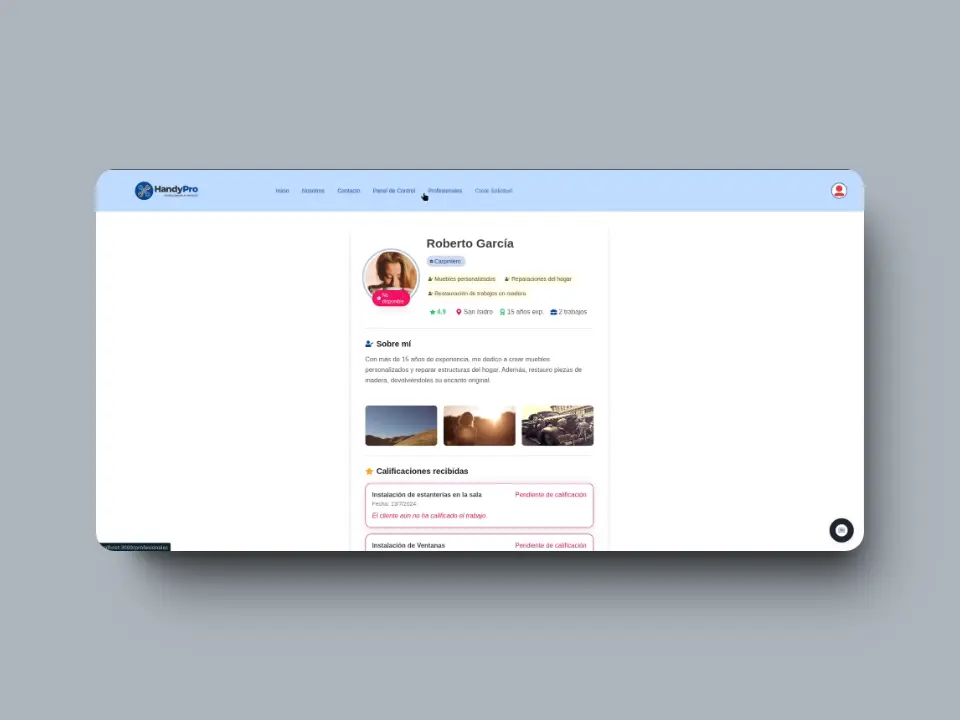 HandyPro
Inicio Nosotros Contacto Panel de Control Profesionales Crear Solicitud
Roberto García
Carpintero
Muebles personalizados Reparaciones del hogar
Restauración de trabajos en madera
No disponible
4.9 San Isidro 15 años exp. 2 trabajos
Sobre mí
Con más de 15 años de experiencia, me dedico a crear muebles
personalizados y reparar estructuras del hogar. Además, restauro piezas de
madera, devolviéndoles su encanto original.
Calificaciones recibidas
Instalación de estanterías en la sala Pendiente de calificación
Fecha: 13/7/2024
El cliente aún no ha calificado el trabajo.
Instalación de Ventanas Pendiente de calificación